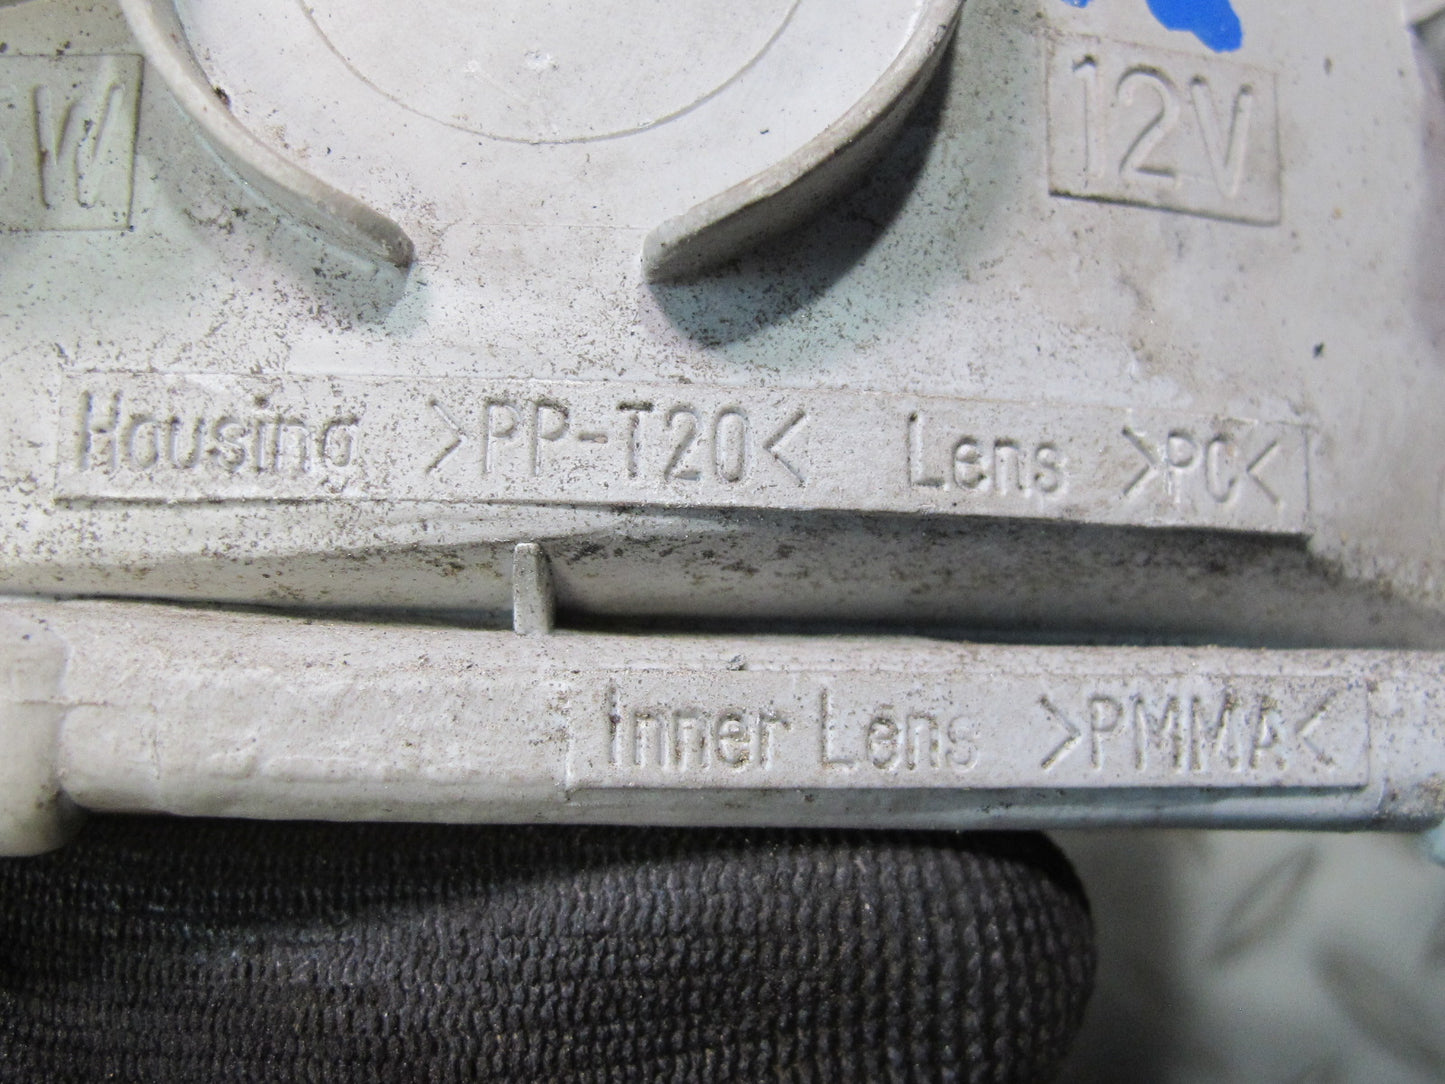 12V
Housing >PP-T20< Lens >PC<
Inner Lens >PMMA<